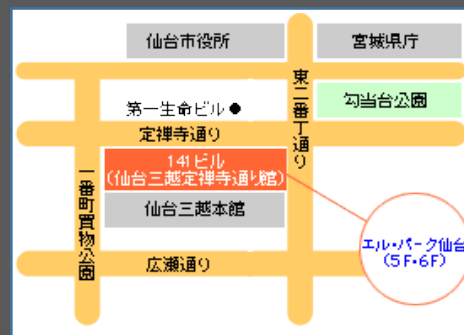 仙台市役所
宮城県庁
東二番丁通り
勾当台公園
第一生命ビル●
定禅寺通り
141ビル
(仙台三越定禅寺通り館)
一番町買物公園
仙台三越本館
エル・パーク仙台
(5F・6F)
広瀬通り